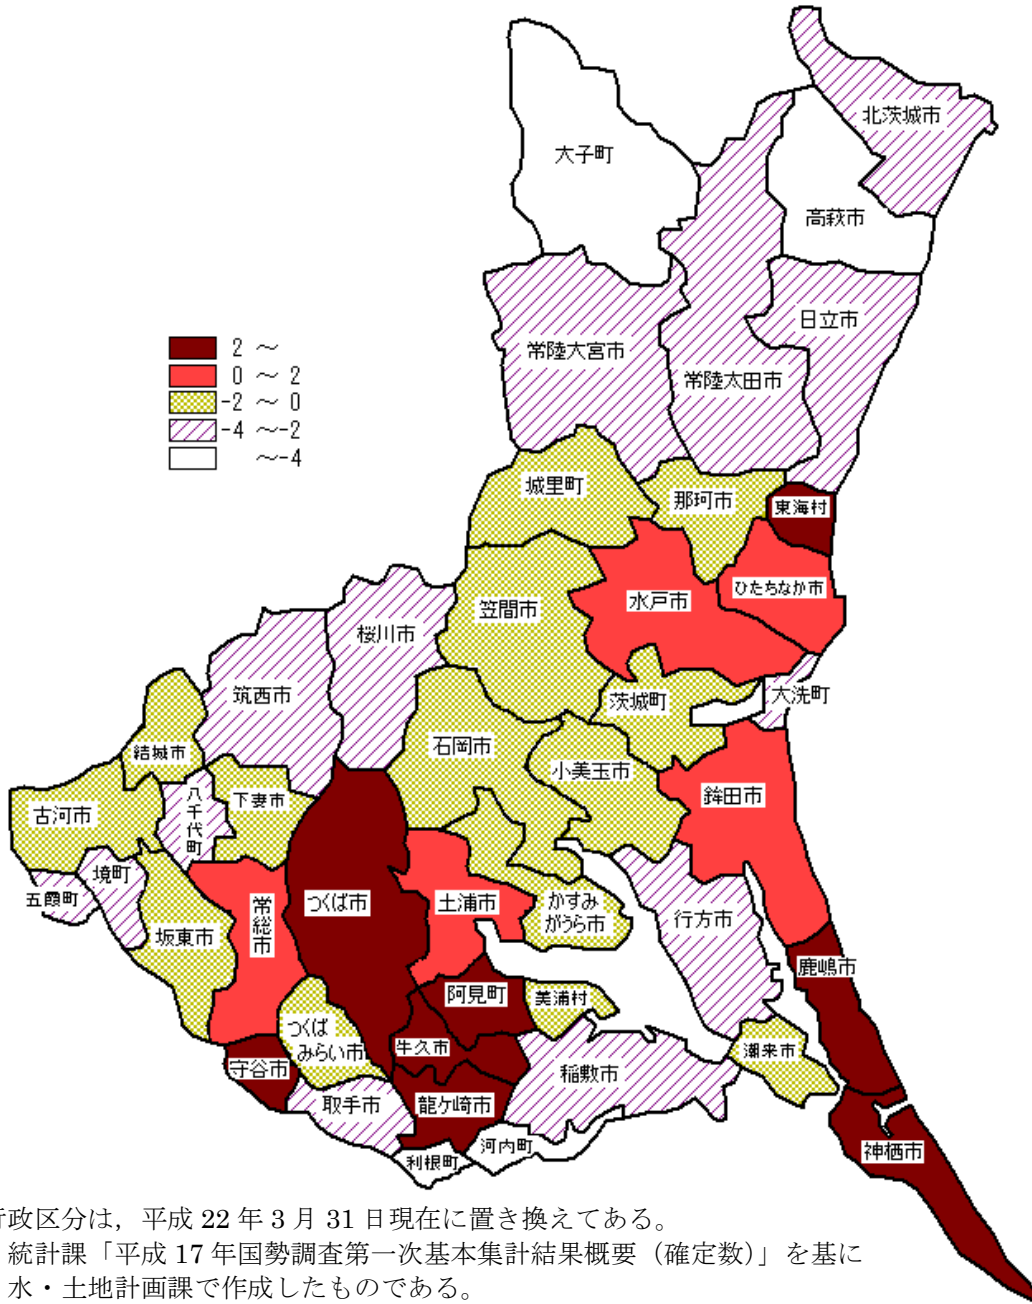 北茨城市
大子町
高萩市
日立市
常陸大宮市
常陸太田市
2 ～
0 ～ 2
-2 ～ 0
-4 ～-2
～-4
城里町
那珂市
東海村
ひたちなか市
水戸市
笠間市
桜川市
筑西市
茨城町
大洗町
石岡市
結城市
小美玉市
鉾田市
古河市
八千代町
下妻市
境町
五霞町
つくば市
土浦市
かすみ
がうら市
行方市
常総市
坂東市
鹿嶋市
阿見町
美浦村
つくば
みらい市
牛久市
潮来市
守谷市
稲敷市
取手市
龍ケ崎市
神栖市
利根町
河内町
行政区分は，平成 22 年 3 月 31 日現在に置き換えてある。
統計課「平成 17 年国勢調査第一次基本集計結果概要（確定数）」を基に
水・土地計画課で作成したものである。